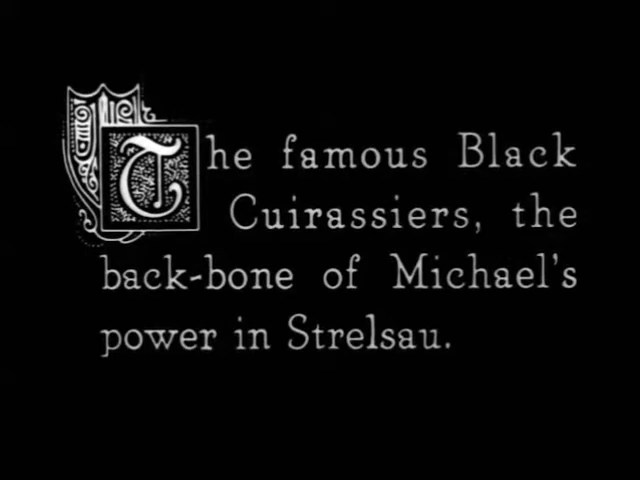 The famous Black
Cuirassiers, the
back-bone of Michael's
power in Strelsau.